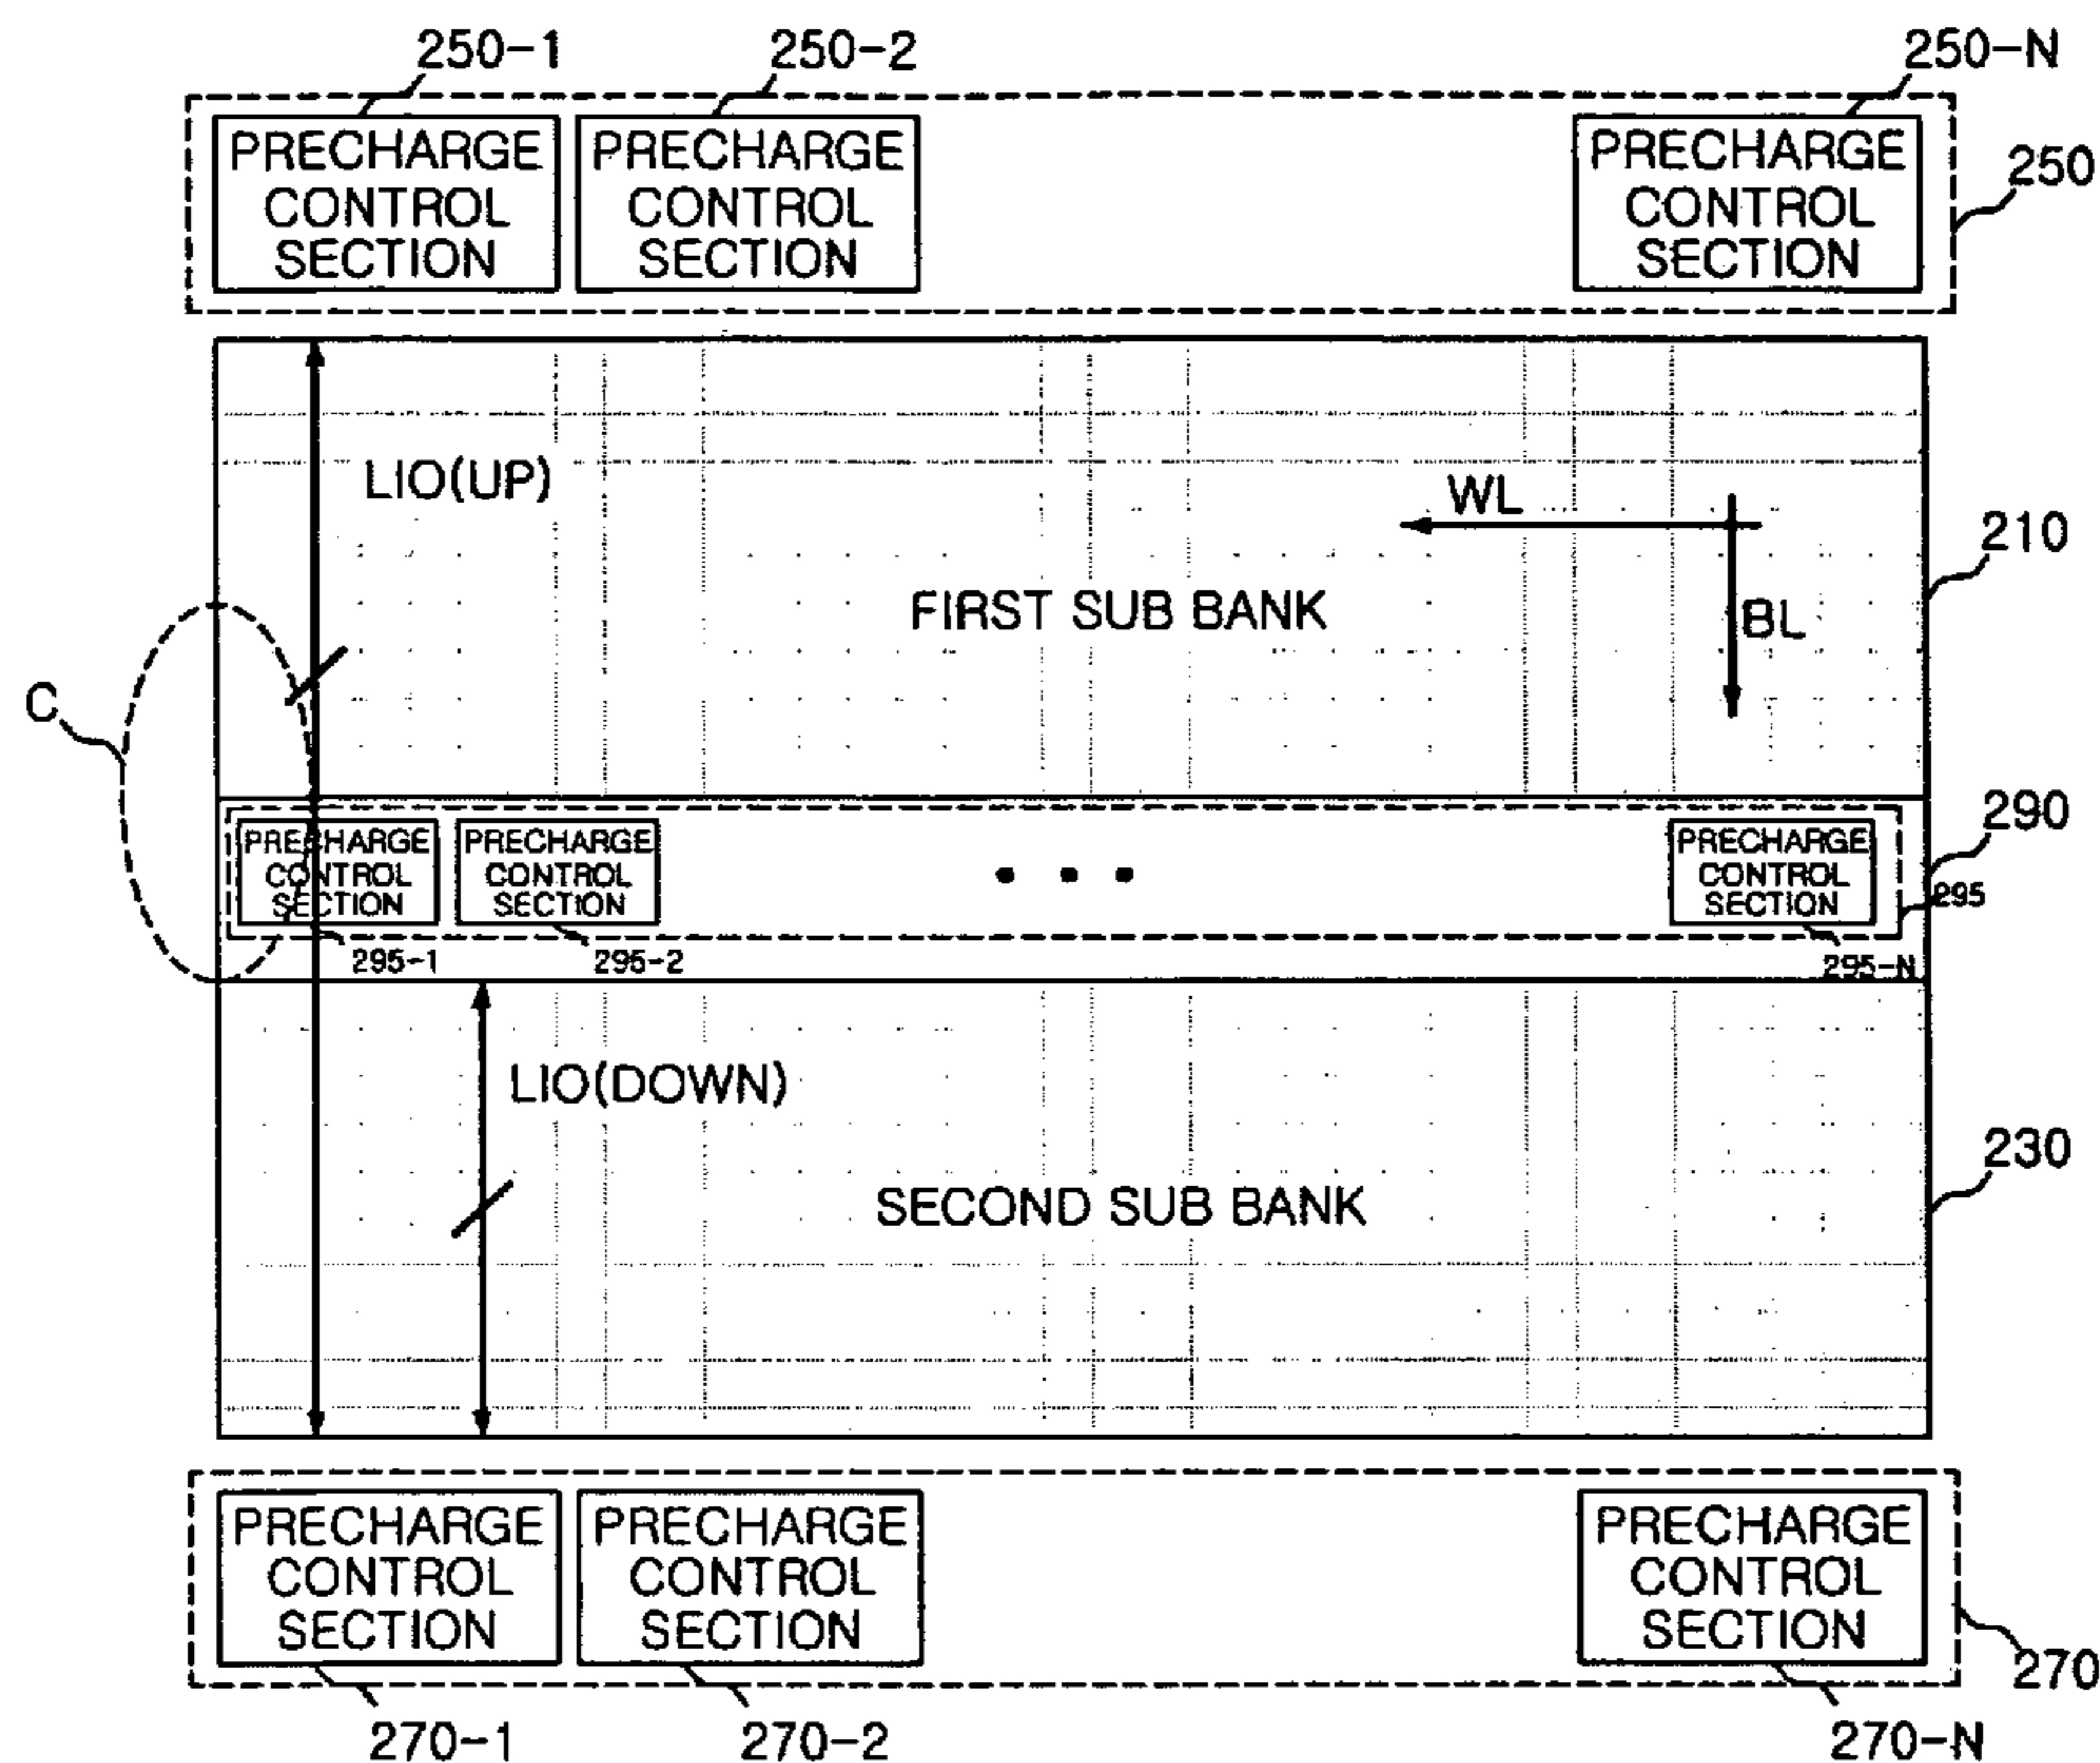 250-1 250-2 250-N
PRECHARGE CONTROL SECTION
PRECHARGE CONTROL SECTION
PRECHARGE CONTROL SECTION
250
LIO(UP)
WL
210
FIRST SUB BANK
BL
C
290
PRECHARGE CONTROL SECTION
PRECHARGE CONTROL SECTION
• • •
PRECHARGE CONTROL SECTION
295
295-1 295-2 295-N
LIO(DOWN)
230
SECOND SUB BANK
PRECHARGE CONTROL SECTION
PRECHARGE CONTROL SECTION
PRECHARGE CONTROL SECTION
270
270-1 270-2 270-N